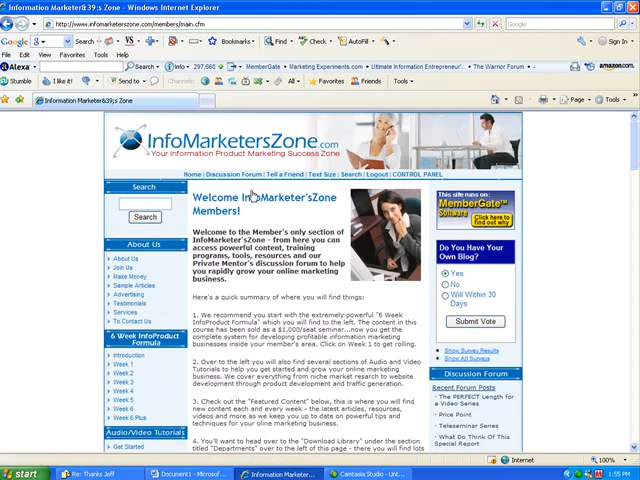 Information Market&39;s Zone - Windows Internet Explorer
http://www.infomarketerszone.com/members/main.cfm
Google
Search
Bookmarks
Find
Check
AutoFill
Sign In
File Edit View Favorites Tools Help
Alexa
Search
Info
297,660
MemberGate
Marketing Experiments.com
Ultimate Information Entrepreneur'...
The Warrior Forum -
amazon.com
Stumble
I like it!
Send to
All
Favorites
Friends
Tools
Information Marketer&39;s Zone
Page
Tools
InfoMarketersZone.com
Your Information Product Marketing Success Zone
Home | Discussion Forum | Tell a Friend | Text Size | Search | Logout | CONTROL PANEL
Search
Search
About Us
About Us
Join Us
Make Money
Sample Articles
Advertising
Testimonials
Services
To Contact Us
6 Week InfoProduct
Formula
Introduction
Week 1
Week 2
Week 3
Week 4
Week 5
Week 6
Week 6 Plus
Audio/Video Tutorials
Get Started
Welcome InfoMarketer'sZone
Members!
Welcome to the Member's only section of
InfoMarketer'sZone - from here you can
access powerful content, training
programs, tools, resources and our
Private Mentor's discussion forum to help
you rapidly grow your online marketing
business.
Here's a quick summary of where you will find things:
1. We recommend you start with the extremely powerful "6 Week
InfoProduct Formula" which you will find to the left. The content in
this course has been sold as a $1,000/seat seminar...now you get the
complete system for developing profitable information marketing
businesses inside your member's area. Click on Week 1 to get rolling.
2. Over to the left you will also find several sections of Audio and Video
Tutorials to help you get started and grow your online marketing
business. We cover everything from niche market research to website
development through product development and traffic generation.
3. Check out the "Featured Content" below, this is where you will find
new content each and every week - the latest articles, resources,
videos and more as we keep you up to date on powerful tips and
techniques for your online marketing business.
4. You'll want to head over to the "Download Library" under the section
titled "Departments" over to the left of this page - there you will find lots
This site runs on:
MemberGate
Software
Click here to
find out why
Do You Have Your
Own Blog?
Yes
No
Will Within 30
Days
Submit Vote
Show Survey Results
Show All Surveys
Discussion Forum
Recent Forum Posts
- The PERFECT Length for
a Video Series
- Price Point
- Teleseminar Series
- What Do Think Of This
Special Report
Internet
100%
start
Re: Thanks Jeff
Document1 - Microsof...
Information Marketer...
Camtasia Studio - Unt...
1:55 PM